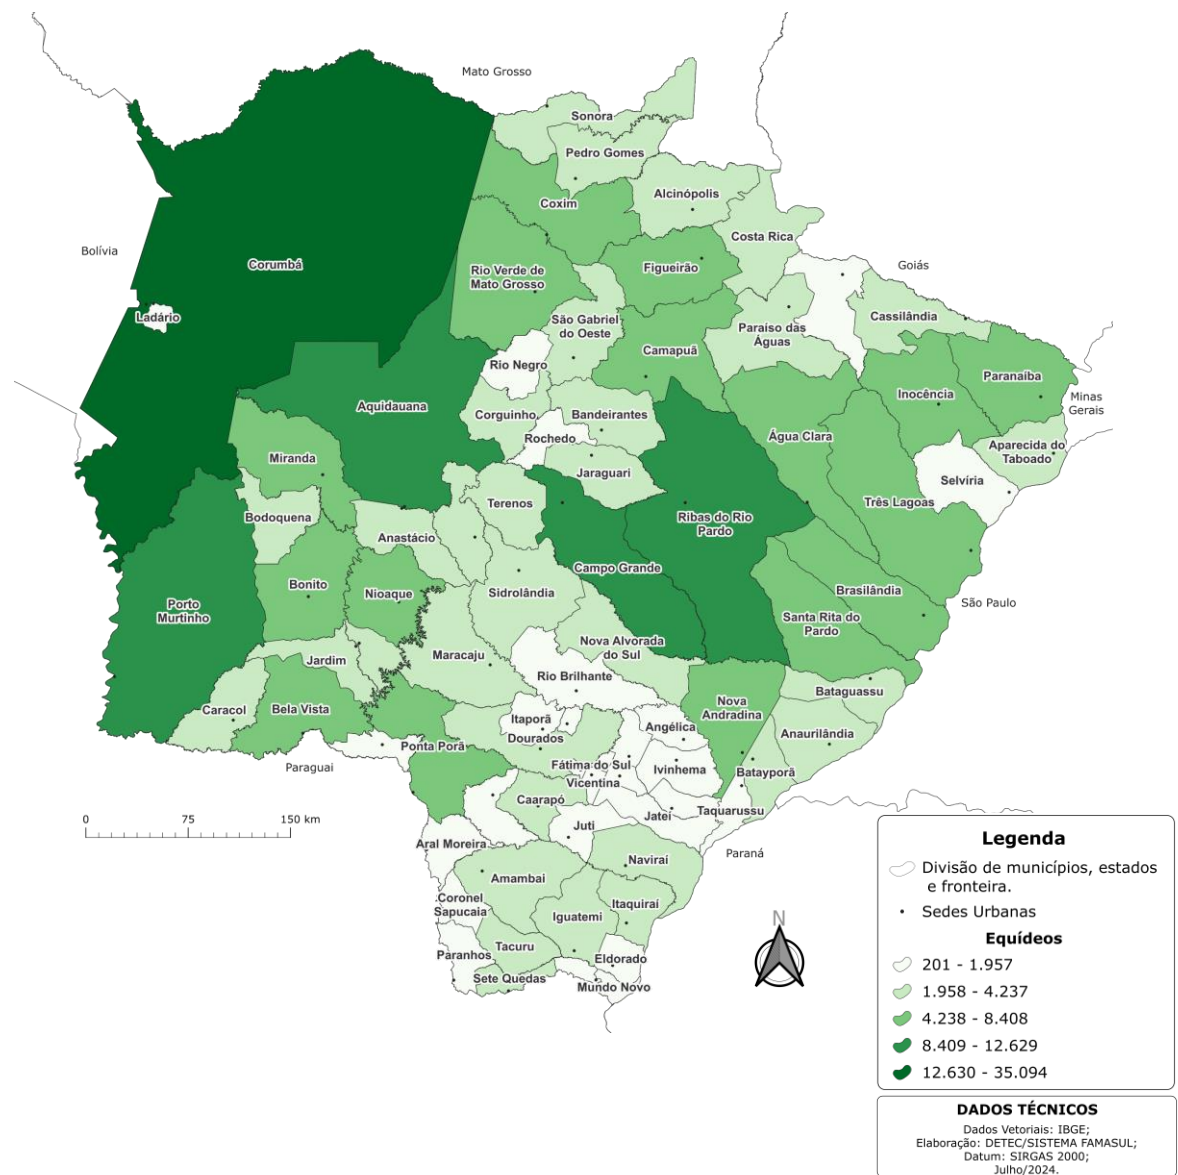 Mato Grosso
Sonora
Pedro Gomes
Alcinópolis
Coxim
Costa Rica
Bolívia
Corumbá
Rio Verde de
Mato Grosso
Figueirão
Goiás
Ladário
São Gabriel
do Oeste
Paraíso das
Águas
Cassilândia
Camapuã
Rio Negro
Paranaiba
Inocência
Minas
Gerais
Aquidauana
Corguinho
Bandeirantes
Rochedo
Água Clara
Aparecida do
Taboado
Miranda
Jaraguari
Selvíria
Três Lagoas
Terenos
Bodoquena
Ribas do Rio
Pardo
Anastácio
Campo Grande
Bonito
Nioaque
Sidrolândia
Brasilândia
São Paulo
Porto
Murtinho
Santa Rita do
Pardo
Nova Alvorada
do Sul
Maracaju
Jardim
Rio Brilhante
Bataguassu
Caracol
Bela Vista
Nova
Andradina
Itaporã
Angélica
Anaurilândia
Dourados
Ponta Porã
Paraguai
Fátima do Sul
Ivinhema
Batayporã
Vicentina
Caarapó
Taquarussu
Jateí
0 75 150 km
Juti
Aral Moreira
Naviraí
Paraná
Amambai
Coronel
Sapucaia
Itaquiraí
Iguatemi
Tacuru
Paranhos
Eldorado
Sete Quedas
Mundo Novo
N
Legenda
Divisão de municípios, estados
e fronteira.
Sedes Urbanas
Equídeos
201 - 1.957
1.958 - 4.237
4.238 - 8.408
8.409 - 12.629
12.630 - 35.094
DADOS TÉCNICOS
Dados Vetoriais: IBGE;
Elaboração: DETEC/SISTEMA FAMASUL;
Datum: SIRGAS 2000;
Julho/2024.